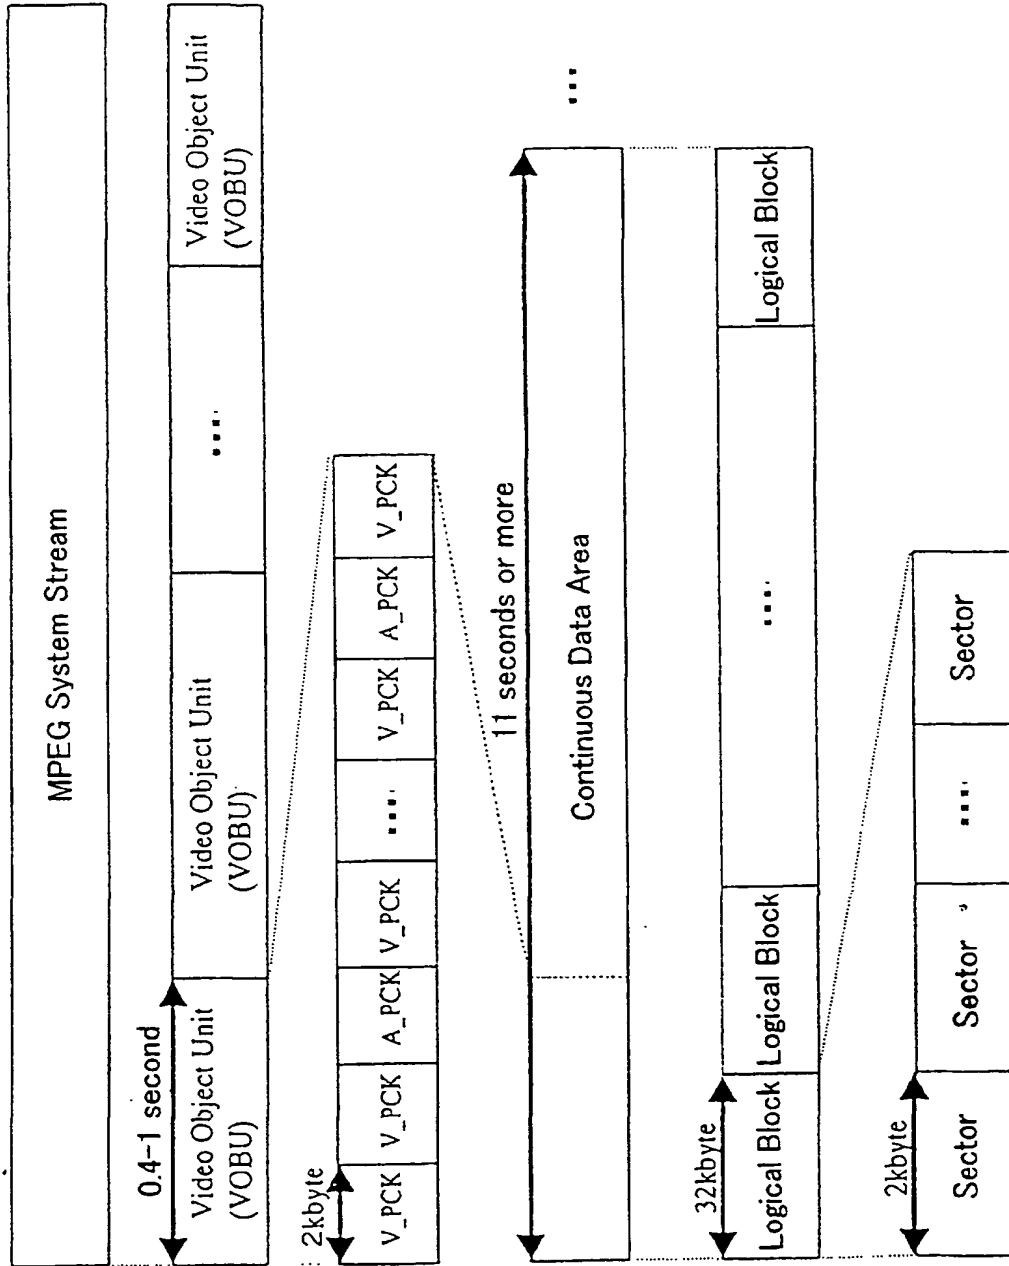 MPEG System Stream
0.4-1 second
Video Object Unit
(VOBU)
Video Object Unit
(VOBU)
....
Video Object Unit
(VOBU)
2kbyte
V_PCK
V_PCK
A_PCK
V_PCK
....
V_PCK
A_PCK
V_PCK
11 seconds or more
Continuous Data Area
...
32kbyte
Logical Block
Logical Block
....
Logical Block
2kbyte
Sector
Sector
....
Sector